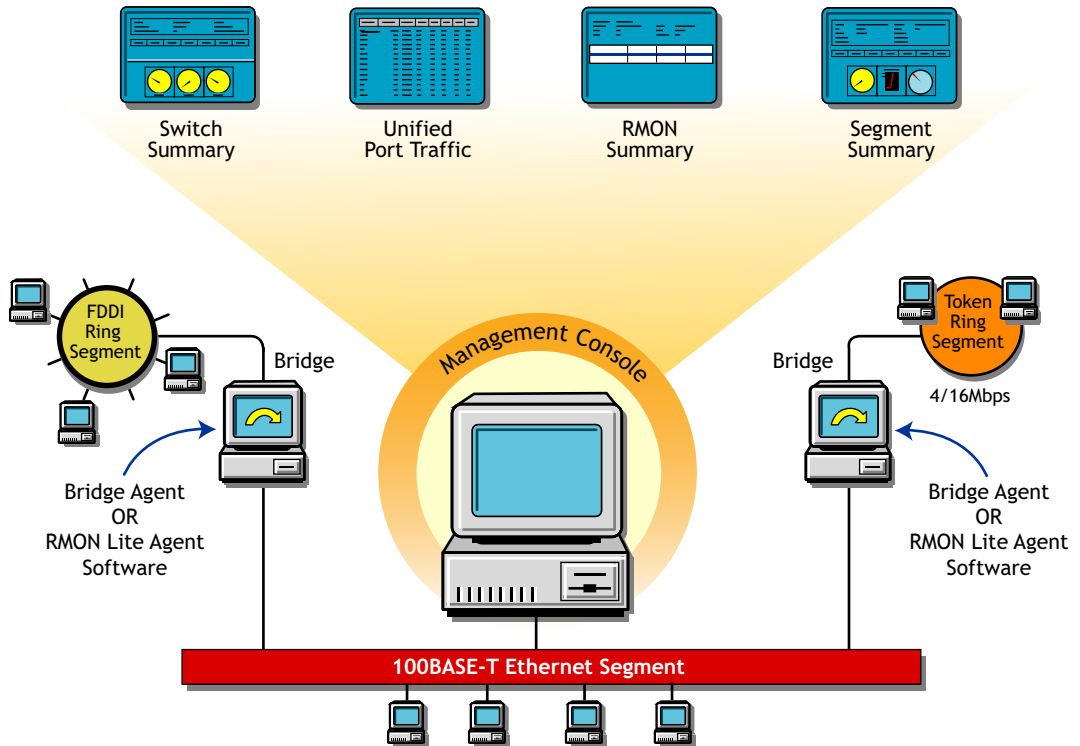 Switch
Summary
Unified
Port Traffic
RMON
Summary
Segment
Summary
FDDI
Ring
Segment
Bridge
Management Console
Bridge
Token
Ring
Segment
4/16Mbps
Bridge Agent
OR
RMON Lite Agent
Software
Bridge Agent
OR
RMON Lite Agent
Software
100BASE-T Ethernet Segment